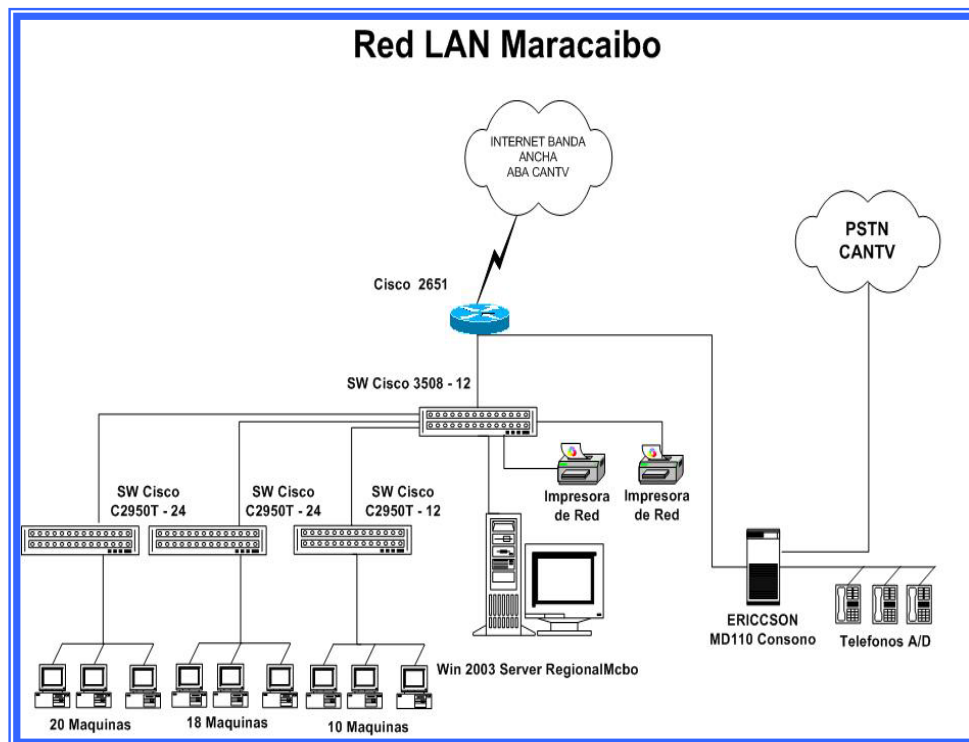 Red LAN Maracaibo
INTERNET BANDA
ANCHA
ABA CANTV
PSTN
CANTV
Cisco 2651
SW Cisco 3508 - 12
SW Cisco
C2950T - 24
SW Cisco
C2950T - 24
SW Cisco
C2950T - 12
Impresora
de Red
Impresora
de Red
ERICCSON
MD110 Consono
Telefonos A/D
Win 2003 Server RegionalMcbo
20 Maquinas
18 Maquinas
10 Maquinas